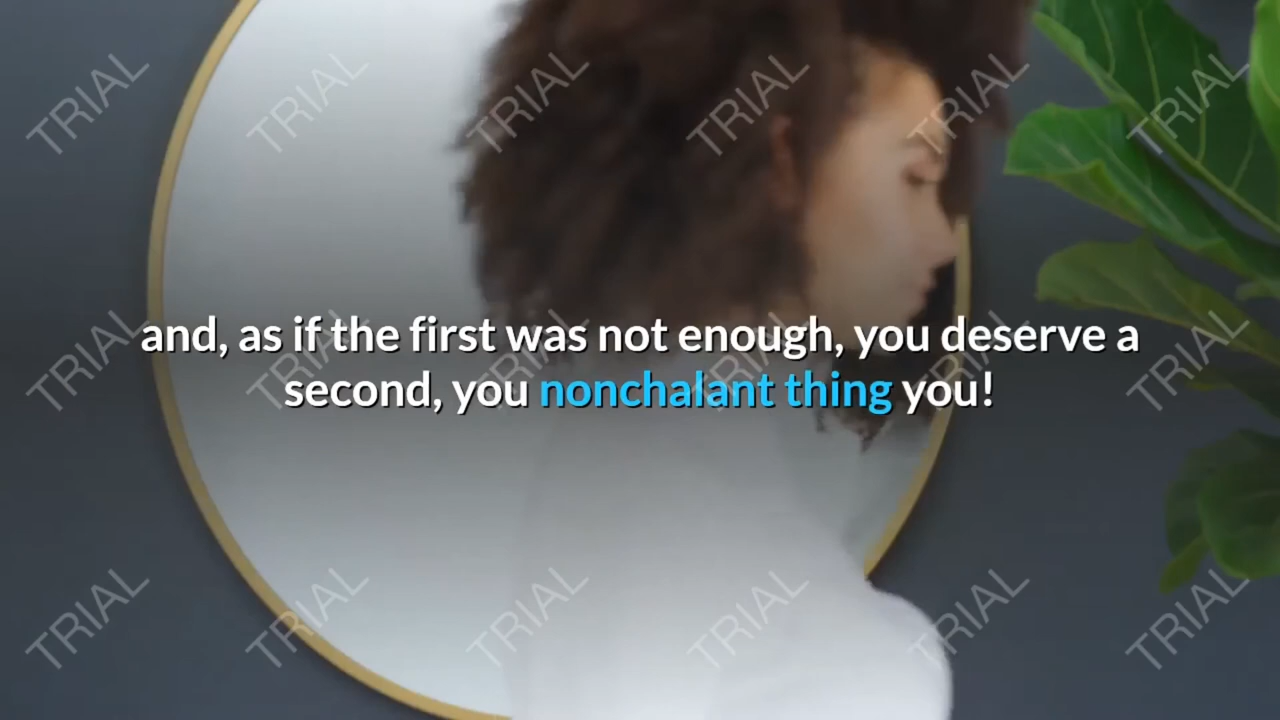 TRIAL TRIAL TRIAL TRIAL TRIAL TRIAL
and, as if the first was not enough, you deserve a
TRIAL TRIAL TRIAL TRIAL TRIAL TRIAL
second, you nonchalant thing you!
TRIAL TRIAL TRIAL TRIAL TRIAL TRIAL